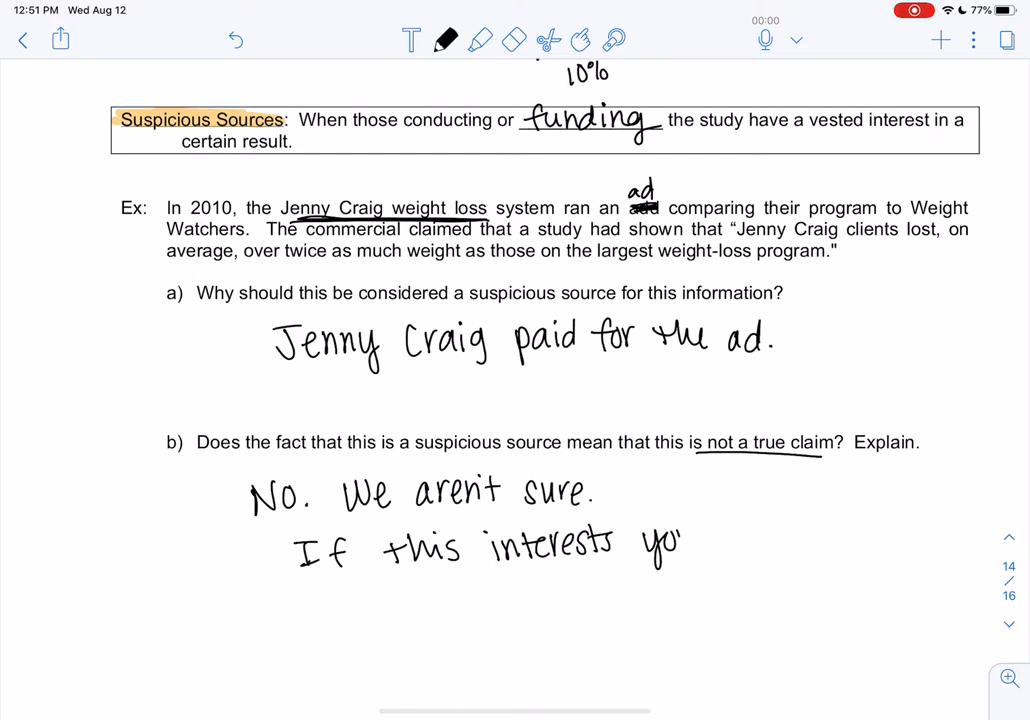 12:51 PM Wed Aug 12
77%
00:00
10%
Suspicious Sources: When those conducting or funding the study have a vested interest in a
certain result.
ad
Ex: In 2010, the Jenny Craig weight loss system ran an comparing their program to Weight
Watchers. The commercial claimed that a study had shown that “Jenny Craig clients lost, on
average, over twice as much weight as those on the largest weight-loss program."
a) Why should this be considered a suspicious source for this information?
Jenny Craig paid for the ad.
b) Does the fact that this is a suspicious source mean that this is not a true claim? Explain.
No. We aren't sure.
If this interests yo
14
/
16